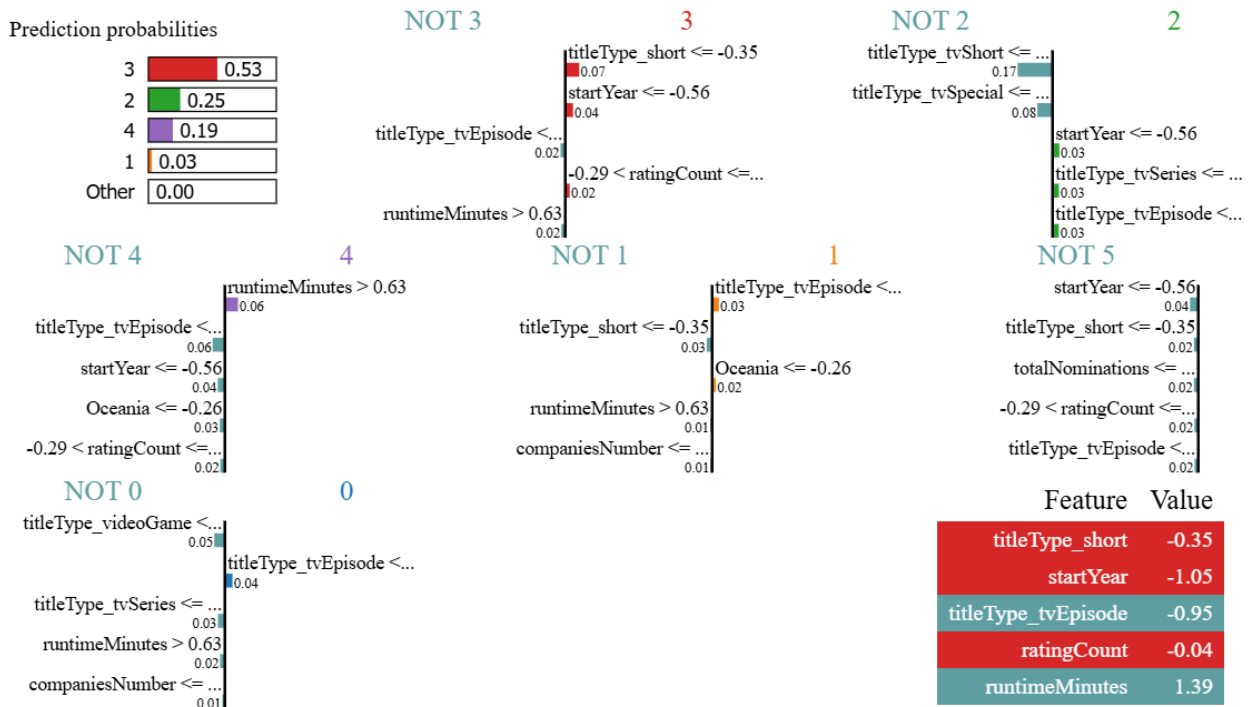 Prediction probabilities
3 0.53
2 0.25
4 0.19
1 0.03
Other 0.00
NOT 3 3
titleType_short <= -0.35
0.07
startYear <= -0.56
0.04
titleType_tvEpisode <...
0.02
-0.29 < ratingCount <=...
0.02
runtimeMinutes > 0.63
0.02
NOT 2 2
titleType_tvShort <= ...
0.17
titleType_tvSpecial <= ...
0.08
startYear <= -0.56
0.03
titleType_tvSeries <= ...
0.03
titleType_tvEpisode <...
0.03
NOT 4 4
runtimeMinutes > 0.63
0.06
titleType_tvEpisode <...
0.06
startYear <= -0.56
0.04
Oceania <= -0.26
0.03
-0.29 < ratingCount <=...
0.02
NOT 1 1
titleType_tvEpisode <...
0.03
titleType_short <= -0.35
0.03
Oceania <= -0.26
0.02
runtimeMinutes > 0.63
0.01
companiesNumber <= ...
0.01
NOT 5
startYear <= -0.56
0.04
titleType_short <= -0.35
0.02
totalNominations <= ...
0.02
-0.29 < ratingCount <=...
0.02
titleType_tvEpisode <...
0.02
NOT 0 0
titleType_videoGame <...
0.05
titleType_tvEpisode <...
0.04
titleType_tvSeries <= ...
0.03
runtimeMinutes > 0.63
0.02
companiesNumber <= ...
0.01
Feature Value
titleType_short -0.35
startYear -1.05
titleType_tvEpisode -0.95
ratingCount -0.04
runtimeMinutes 1.39